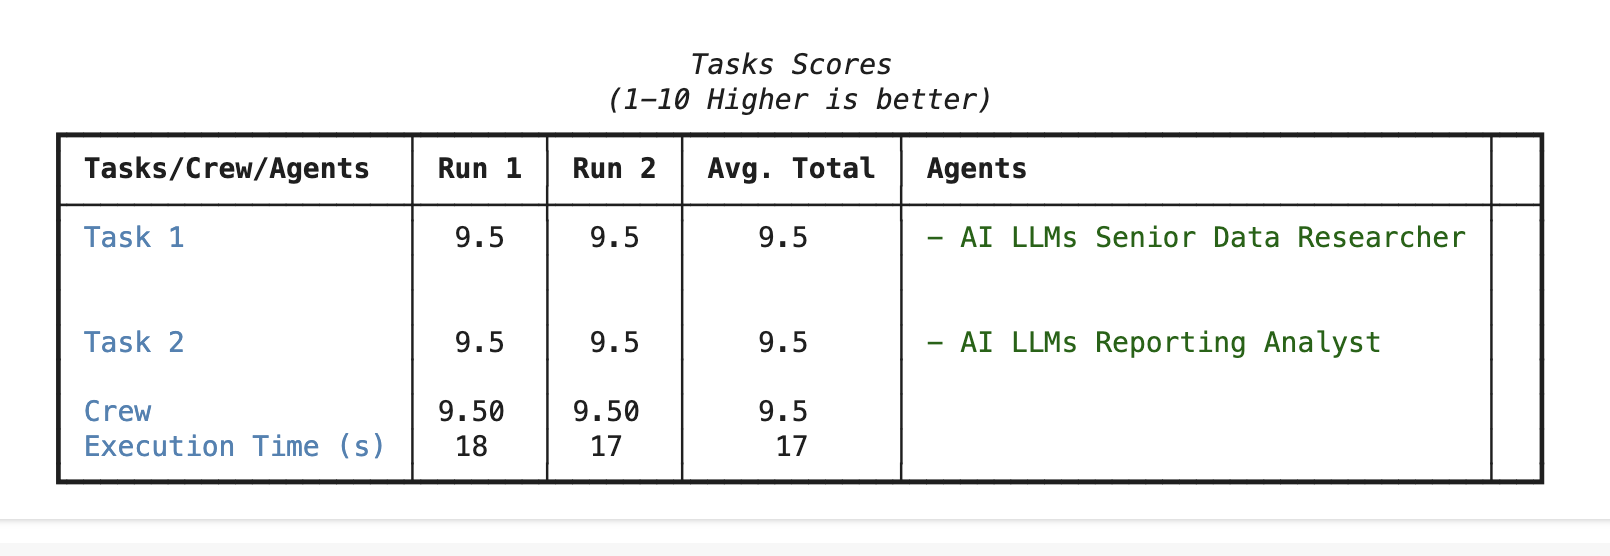 Tasks Scores
(1–10 Higher is better)
Tasks/Crew/Agents Run 1 Run 2 Avg. Total Agents
Task 1 9.5 9.5 9.5 – AI LLMs Senior Data Researcher
Task 2 9.5 9.5 9.5 – AI LLMs Reporting Analyst
Crew 9.50 9.50 9.5
Execution Time (s) 18 17 17